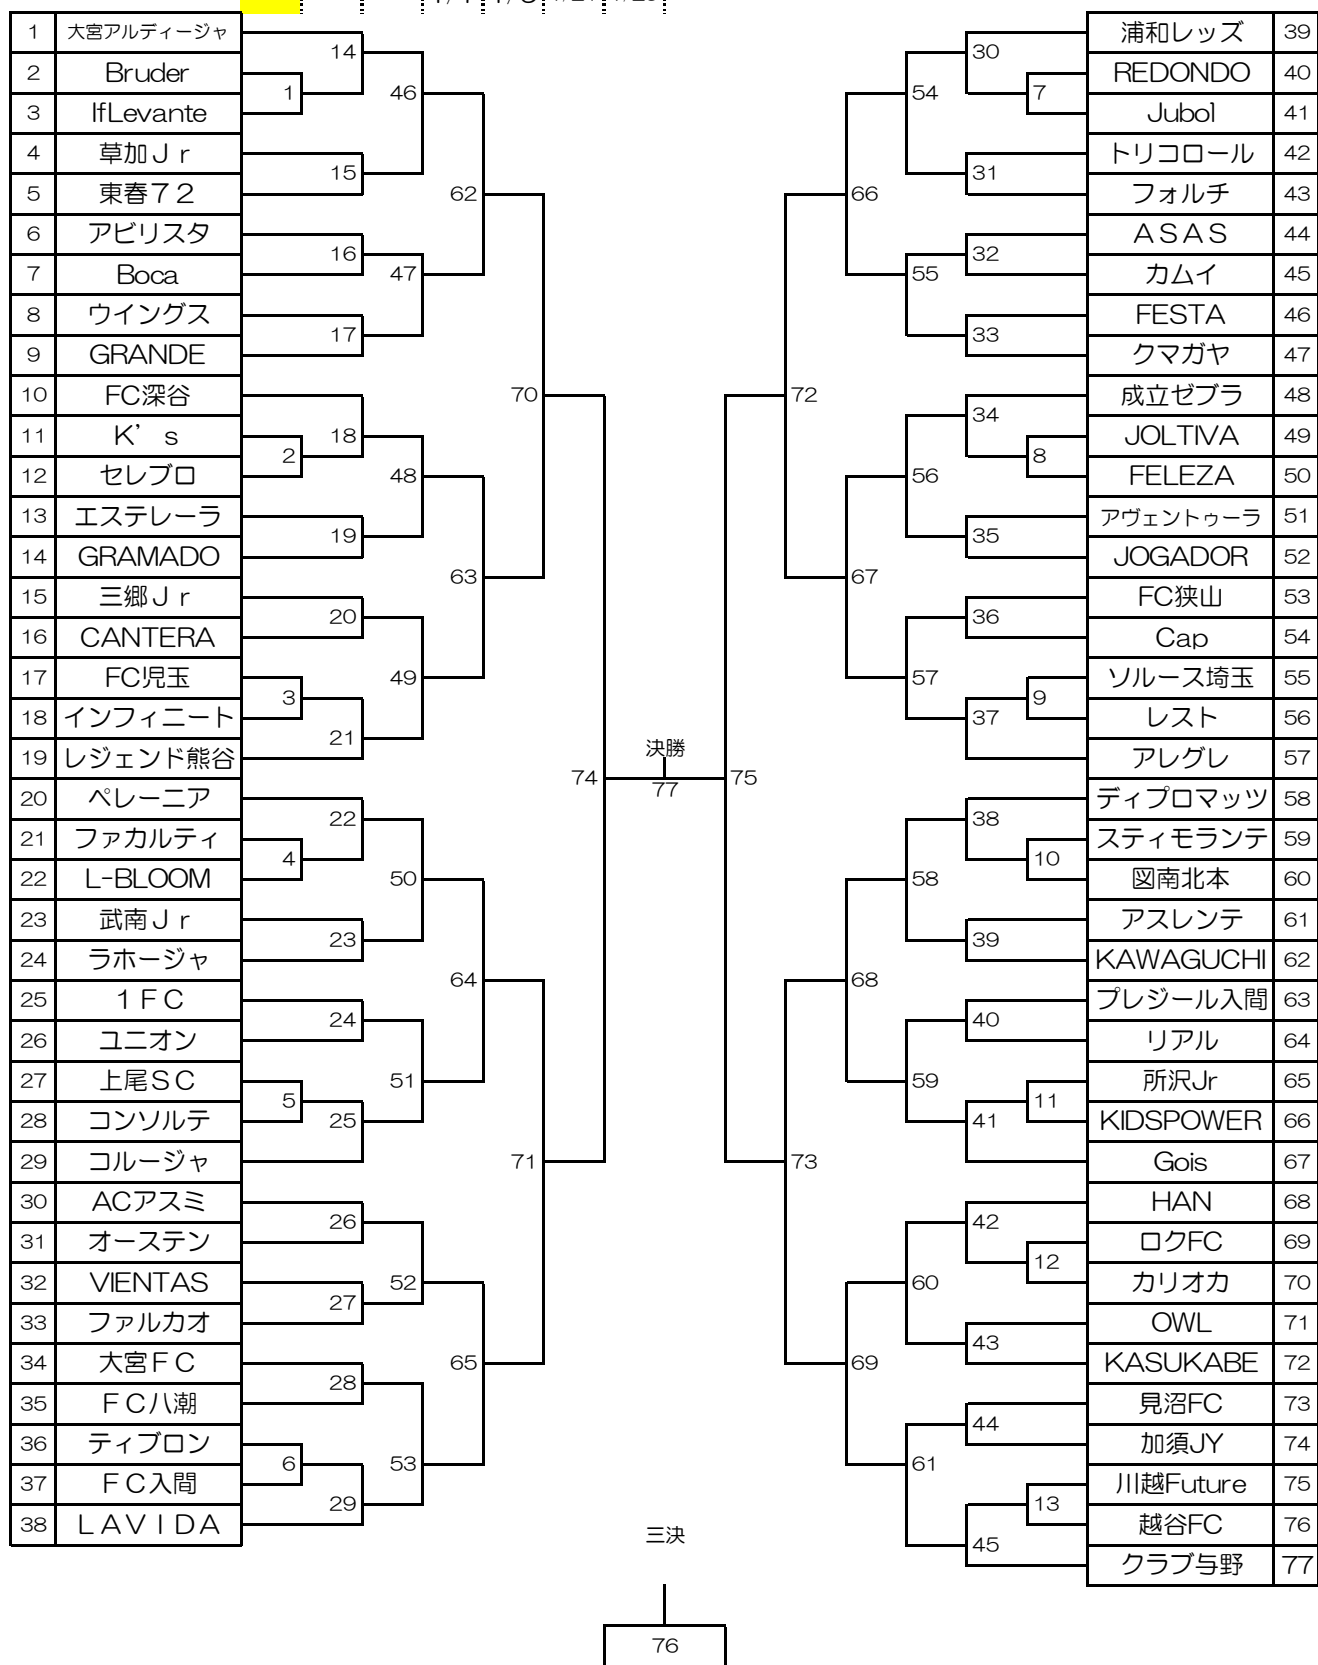 1 大宮アルディージャ
2 Bruder
3 IfLevante
4 草加Ｊｒ
5 東春７２
6 アビリスタ
7 Boca
8 ウイングス
9 GRANDE
10 FC深谷
11 K’ｓ
12 セレブロ
13 エステレーラ
14 GRAMADO
15 三郷Ｊｒ
16 CANTERA
17 FC児玉
18 インフィニート
19 レジェンド熊谷
20 ペレーニア
21 ファカルティ
22 L-BLOOM
23 武南Ｊｒ
24 ラホージャ
25 １ＦＣ
26 ユニオン
27 上尾ＳＣ
28 コンソルテ
29 コルージャ
30 ACアスミ
31 オーステン
32 VIENTAS
33 ファルカオ
34 大宮ＦＣ
35 ＦＣ八潮
36 ティブロン
37 ＦＣ入間
38 ＬＡＶＩＤＡ
1
2
3
4
5
6
14
15
16
17
18
19
20
21
22
23
24
25
26
27
28
29
46
47
48
49
50
51
52
53
62
63
64
65
70
71
74
決勝
77
75
72
73
66
67
68
69
54
55
56
57
58
59
60
61
30
31
32
33
34
35
36
37
38
39
40
41
42
43
44
45
7
8
9
10
11
12
13
浦和レッズ 39
REDONDO 40
Jubol 41
トリコロール 42
フォルチ 43
ＡＳＡＳ 44
カムイ 45
FESTA 46
クマガヤ 47
成立ゼブラ 48
JOLTIVA 49
FELEZA 50
アヴェントゥーラ 51
JOGADOR 52
FC狭山 53
Cap 54
ソルース埼玉 55
レスト 56
アレグレ 57
ディプロマッツ 58
スティモランテ 59
図南北本 60
アスレンテ 61
KAWAGUCHI 62
プレジール入間 63
リアル 64
所沢Jr 65
KIDSPOWER 66
Gois 67
HAN 68
ロクFC 69
カリオカ 70
OWL 71
KASUKABE 72
見沼FC 73
加須JY 74
川越Future 75
越谷FC 76
クラブ与野 77
三決
76